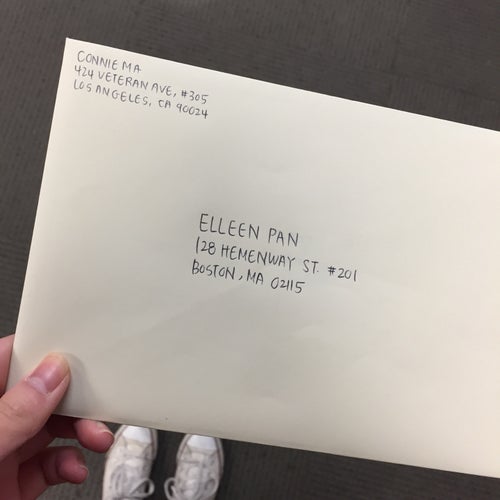 CONNIE MA
424 VETERAN AVE, #305
LOS ANGELES, CA 90024
ELLEEN PAN
128 HEMENWAY ST. #201
BOSTON, MA 02115